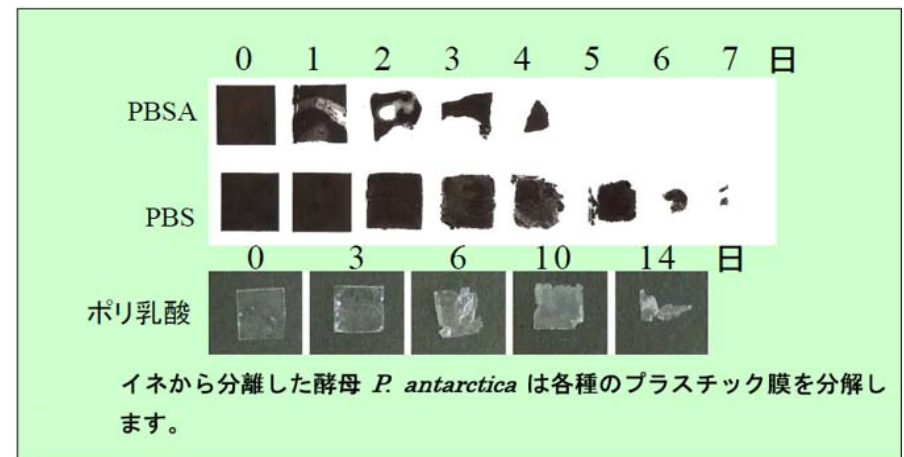 0 1 2 3 4 5 6 7 日
PBSA
PBS
0 3 6 10 14 日
ポリ乳酸
イネから分離した酵母 P. antarctica は各種のプラスチック膜を分解し
ます。